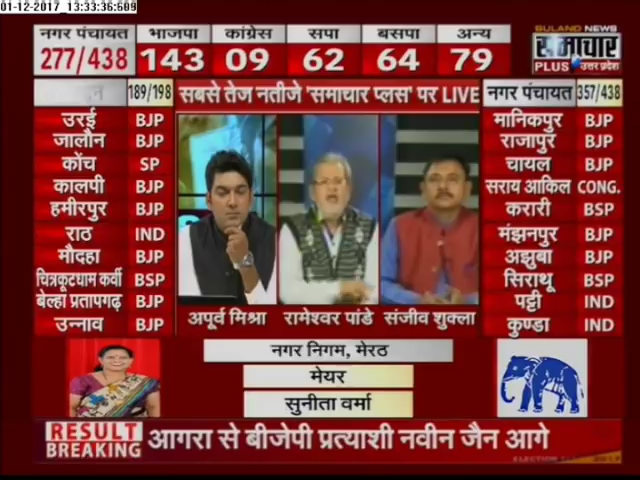 01-12-2017_13:33:36:609
नगर पंचायत भाजपा कांग्रेस सपा बसपा अन्य
277/438 143 09 62 64 79
BULAND NEWS
समाचार
PLUS उत्तर प्रदेश
189/198
सबसे तेज नतीजे 'समाचार प्लस' पर LIVE
नगर पंचायत 357/438
उरई BJP
जालौन BJP
कोंच SP
कालपी BJP
हमीरपुर BJP
राठ IND
मौदहा BJP
चित्रकूटधाम कर्वी BSP
बेल्हा प्रतापगढ़ BJP
उन्नाव BJP
मानिकपुर BJP
राजापुर BJP
चायल BJP
सराय आकिल CONG.
करारी BSP
मंझनपुर BJP
अझुबा BJP
सिराथू BSP
पट्टी IND
कुण्डा IND
अपूर्व मिश्रा रामेश्वर पांडे संजीव शुक्ला
नगर निगम, मेरठ
मेयर
सुनीता वर्मा
RESULT
BREAKING
आगरा से बीजेपी प्रत्याशी नवीन जैन आगे